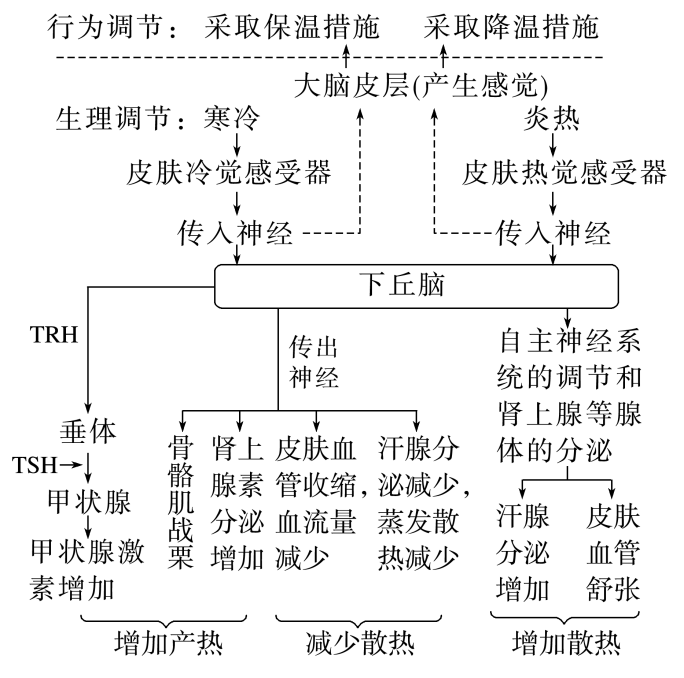 行为调节：采取保温措施 采取降温措施
大脑皮层(产生感觉)
生理调节：寒冷 炎热
皮肤冷觉感受器 皮肤热觉感受器
传入神经 传入神经
下丘脑
TRH
传出
神经
自主神经系
统的调节和
肾上腺等腺
体的分泌
垂体
TSH
甲状腺
甲状腺激
素增加
骨骼肌战栗
肾上
腺素
分泌
增加
皮肤血
管收缩，
血流量
减少
汗腺分
泌减少，
蒸发散
热减少
汗腺
分泌
增加
皮肤
血管
舒张
增加产热 减少散热 增加散热